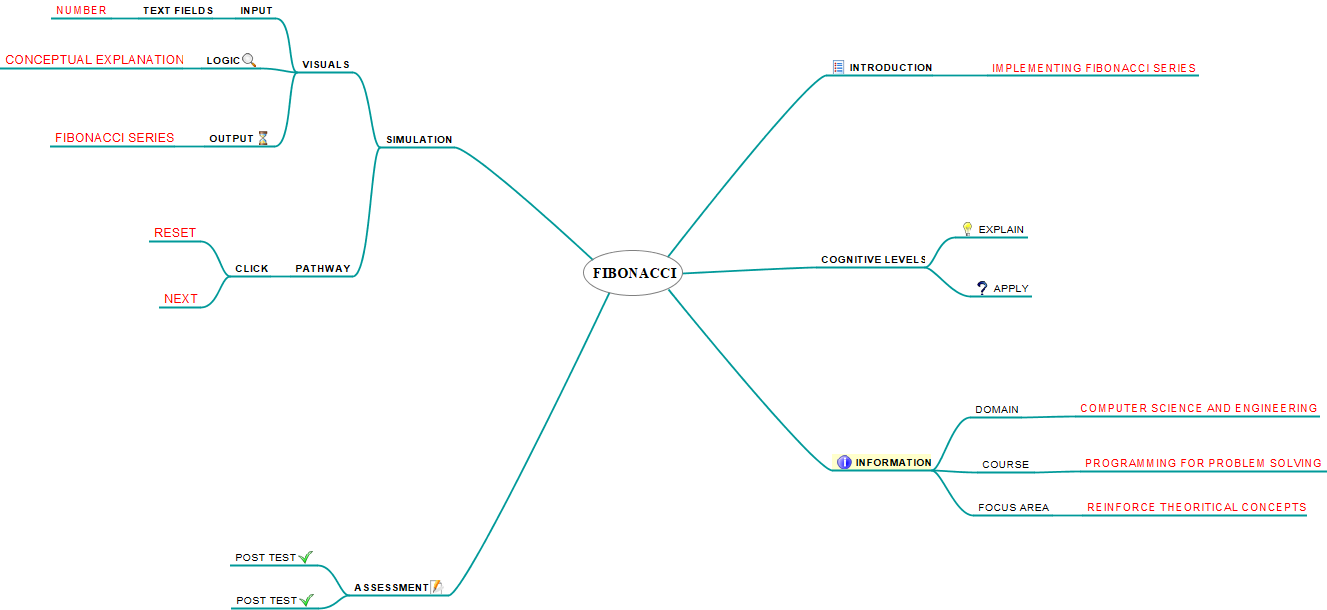 NUMBER
TEXT FIELDS
INPUT
CONCEPTUAL EXPLANATION
LOGIC
VISUALS
FIBONACCI SERIES
OUTPUT
SIMULATION
RESET
NEXT
CLICK
PATHWAY
FIBONACCI
INTRODUCTION
IMPLEMENTING FIBONACCI SERIES
COGNITIVE LEVELS
EXPLAIN
APPLY
INFORMATION
DOMAIN
COMPUTER SCIENCE AND ENGINEERING
COURSE
PROGRAMMING FOR PROBLEM SOLVING
FOCUS AREA
REINFORCE THEORITICAL CONCEPTS
POST TEST
POST TEST
ASSESSMENT